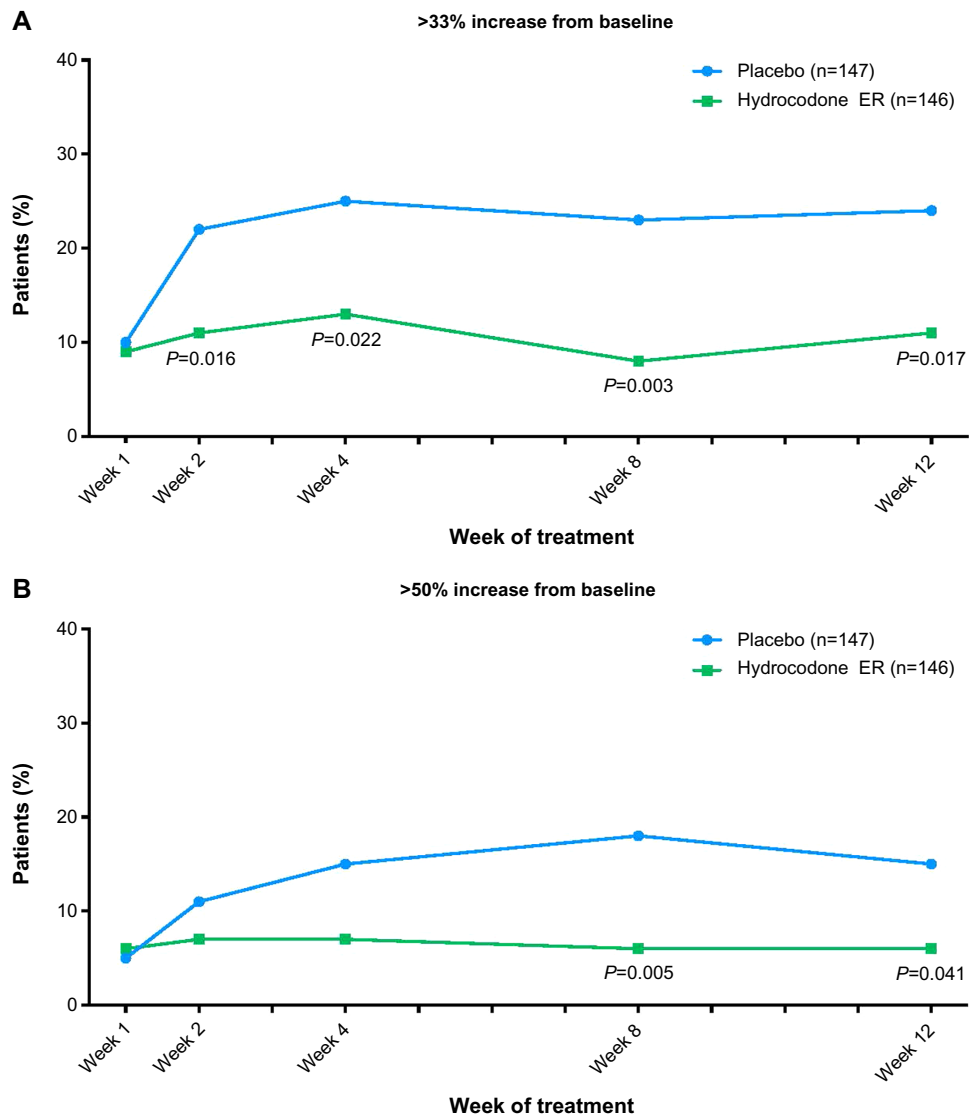 A
>33% increase from baseline
40
30
20
10
0
Patients (%)
Placebo (n=147)
Hydrocodone ER (n=146)
P=0.016
P=0.022
P=0.003
P=0.017
Week 1
Week 2
Week 4
Week 8
Week 12
Week of treatment
B
>50% increase from baseline
40
30
20
10
0
Patients (%)
Placebo (n=147)
Hydrocodone ER (n=146)
P=0.005
P=0.041
Week 1
Week 2
Week 4
Week 8
Week 12
Week of treatment